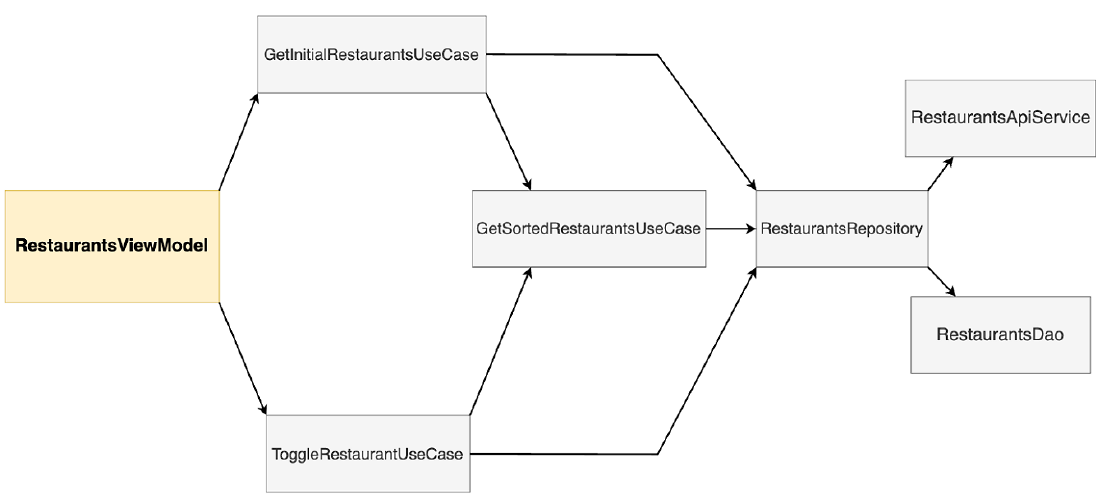 GetInitialRestaurantsUseCase
RestaurantsApiService
RestaurantsViewModel
GetSortedRestaurantsUseCase
RestaurantsRepository
RestaurantsDao
ToggleRestaurantUseCase